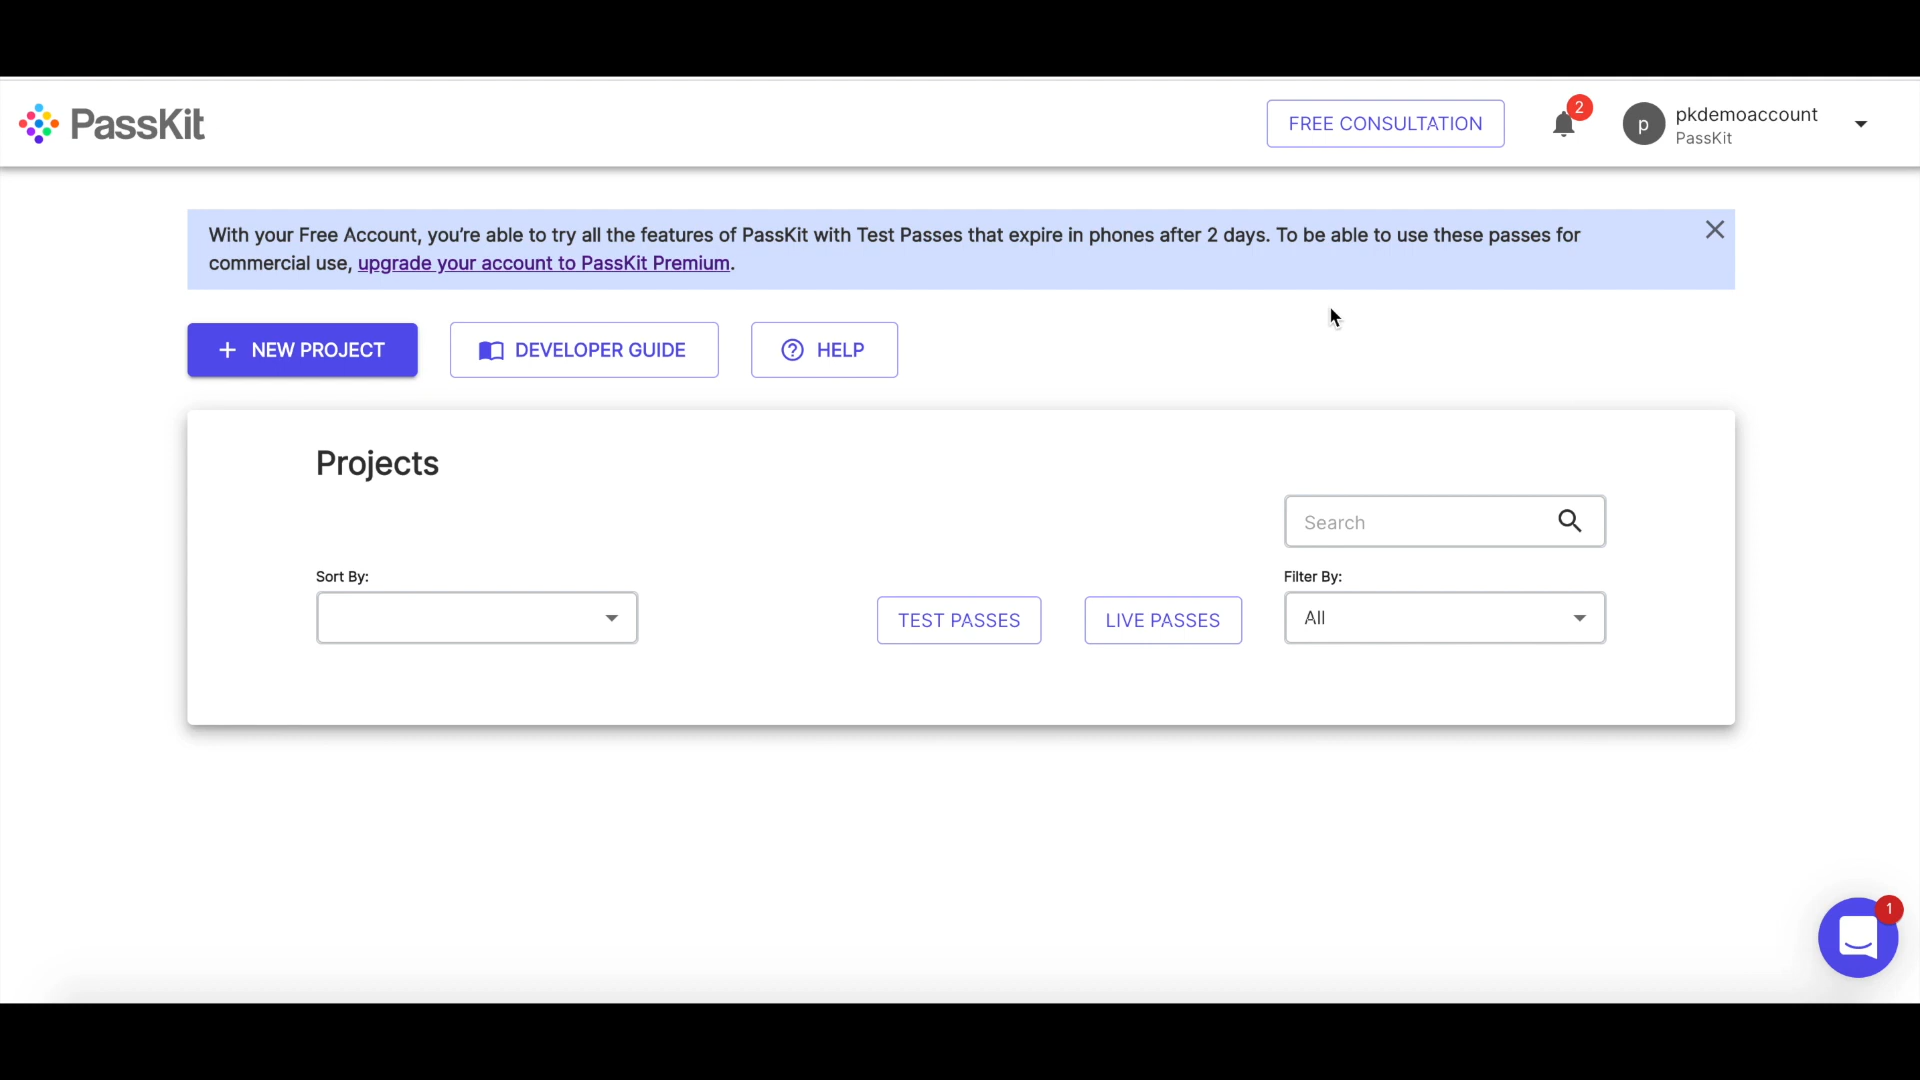 PassKit
FREE CONSULTATION
2
p
pkdemoaccount
PassKit
With your Free Account, you're able to try all the features of PassKit with Test Passes that expire in phones after 2 days. To be able to use these passes for
commercial use, upgrade your account to PassKit Premium.
NEW PROJECT
DEVELOPER GUIDE
HELP
Projects
Search
Sort By:
Filter By:
TEST PASSES
LIVE PASSES
All
1